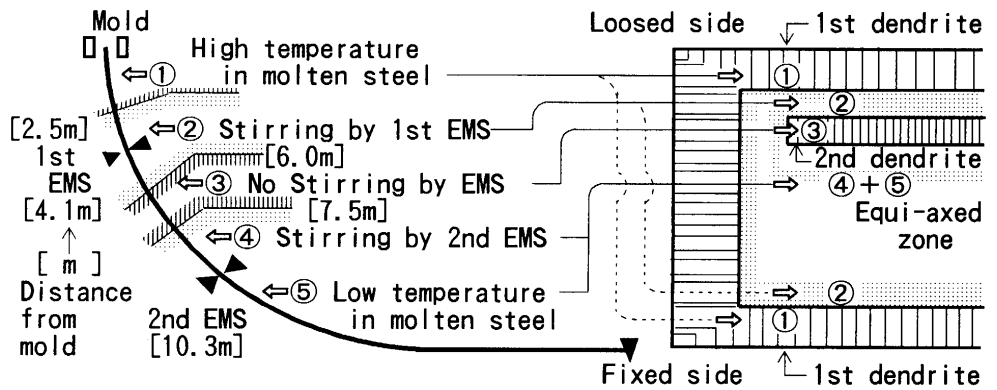 Mold
High temperature
in molten steel
①
[2.5m]
② Stirring by 1st EMS
1st
EMS
[4.1m]
[6.0m]
③ No Stirring by EMS
[7.5m]
④ Stirring by 2nd EMS
[ m ]
Distance
from
mold
⑤ Low temperature
in molten steel
2nd EMS
[10.3m]
Loosed side
1st dendrite
①
②
③
2nd dendrite
④+⑤
Equi-axed
zone
②
①
Fixed side
1st dendrite